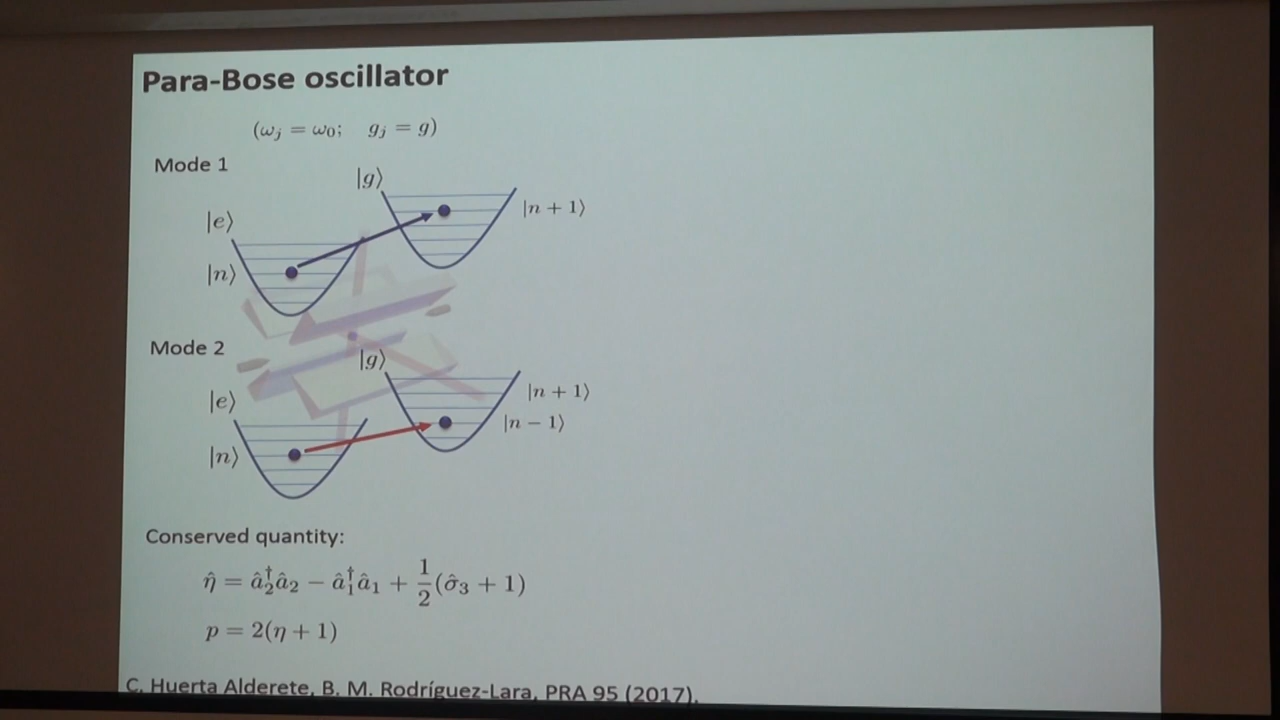 Para-Bose oscillator
(ωⱼ = ω₀; gⱼ = g)
Mode 1
|g⟩
|n + 1⟩
|e⟩
|n⟩
Mode 2
|g⟩
|n + 1⟩
|e⟩
|n − 1⟩
|n⟩
Conserved quantity:
η̂ = â₂†â₂ − â₁†â₁ + 1/2(σ̂₃ + 1)
p = 2(η + 1)
C. Huerta Alderete, B. M. Rodríguez-Lara, PRA 95 (2017).